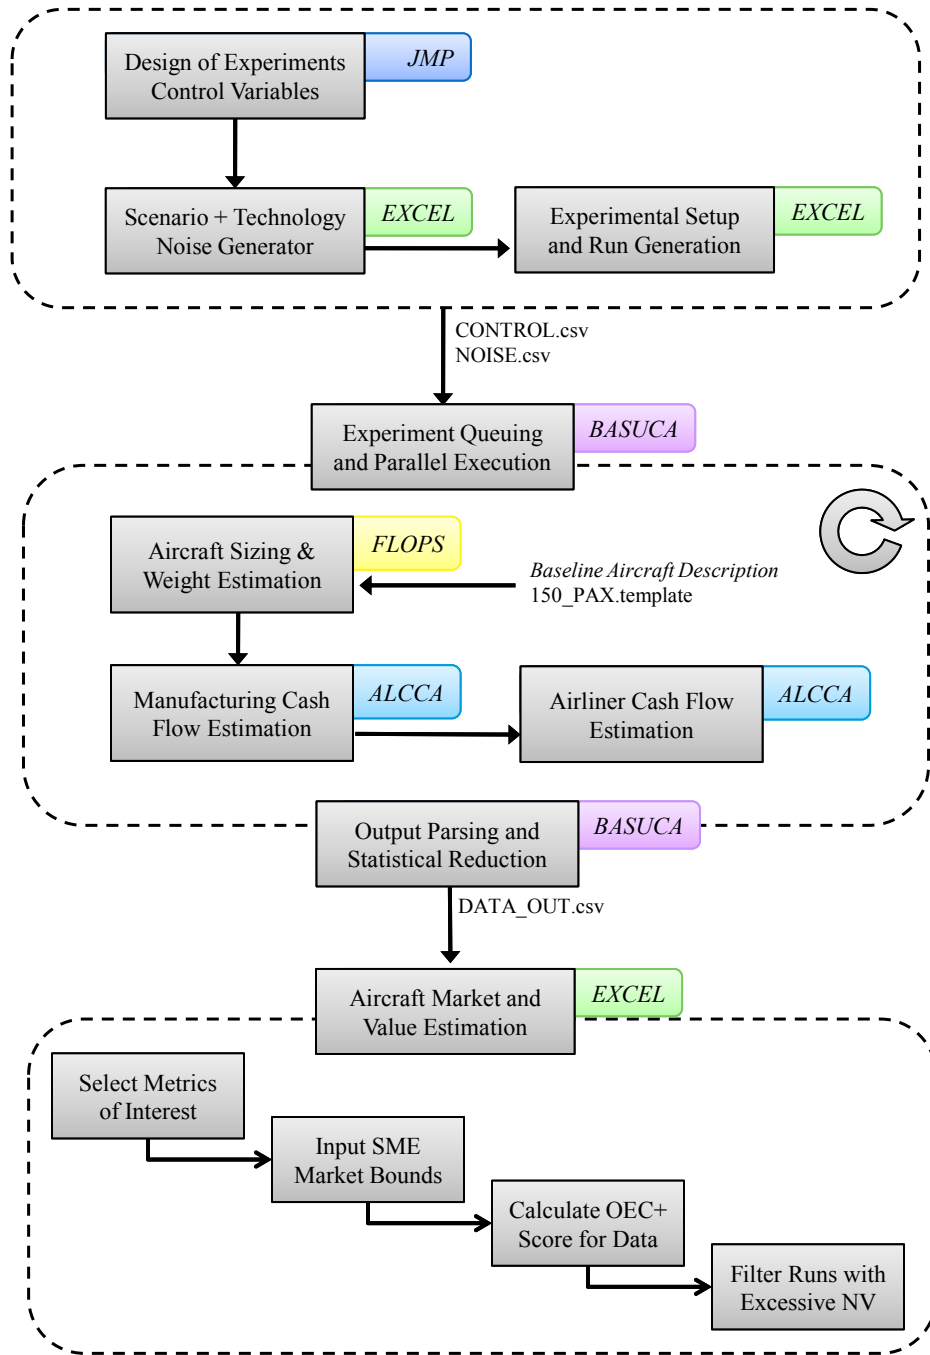 Design of Experiments
Control Variables
JMP
Scenario + Technology
Noise Generator
EXCEL
Experimental Setup
and Run Generation
EXCEL
CONTROL.csv
NOISE.csv
Experiment Queuing
and Parallel Execution
BASUCA
Aircraft Sizing &
Weight Estimation
FLOPS
Baseline Aircraft Description
150_PAX.template
Manufacturing Cash
Flow Estimation
ALCCA
Airliner Cash Flow
Estimation
ALCCA
Output Parsing and
Statistical Reduction
BASUCA
DATA_OUT.csv
Aircraft Market and
Value Estimation
EXCEL
Select Metrics
of Interest
Input SME
Market Bounds
Calculate OEC+
Score for Data
Filter Runs with
Excessive NV